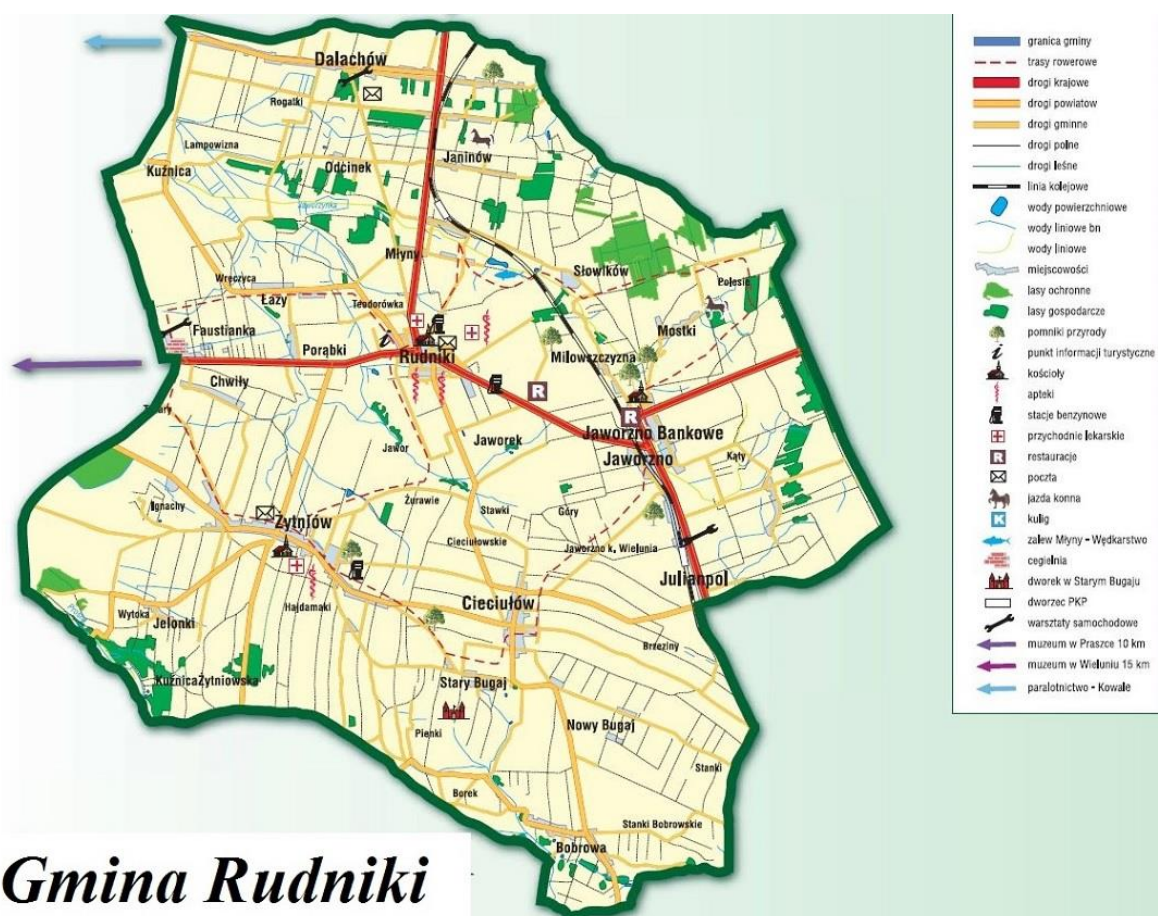 Dalachów
Rogatki
Lampowizna
Kuźnica
Odcinek
Janinów
Jaworzynka
Młyny
Słowików
Wręczyca
Łazy
Teodorówka
Polesie
Faustianka
Mostki
Porąbki
Rudniki
Milowszczyzna
Chwiły
R
R
Jaworek
Jaworzno Bankowe
Jawor
Jaworzno
Kąty
Ignachy
Żurawie
Stawki
Góry
Żytniów
Cieciułowskie
Jaworzno k. Wielunia
Julianpol
Hajdamaki
Cieciułów
Wytoka
Jelonki
Brzeziny
KuźnicaŻytniowska
Stary Bugaj
Nowy Bugaj
Pieńki
Stanki
Borek
Stanki Bobrowskie
Bobrowa
Gmina Rudniki
granica gminy
trasy rowerowe
drogi krajowe
drogi powiatow
drogi gminne
drogi polne
drogi leśne
linia kolejowe
wody powierzchniowe
wody liniowe bn
wody liniowe
miejscowości
lasy ochronne
lasy gospodarcze
pomniki przyrody
i punkt informacji turystyczne
kościoły
apteki
stacje benzynowe
przychodnie lekarskie
R restauracje
poczta
jazda konna
K kulig
zalew Młyny - Wędkarstwo
cegielnia
dworek w Starym Bugaju
dworzec PKP
warsztaty samochodowe
muzeum w Praszce 10 km
muzeum w Wieluniu 15 km
paralotnictwo - Kowale